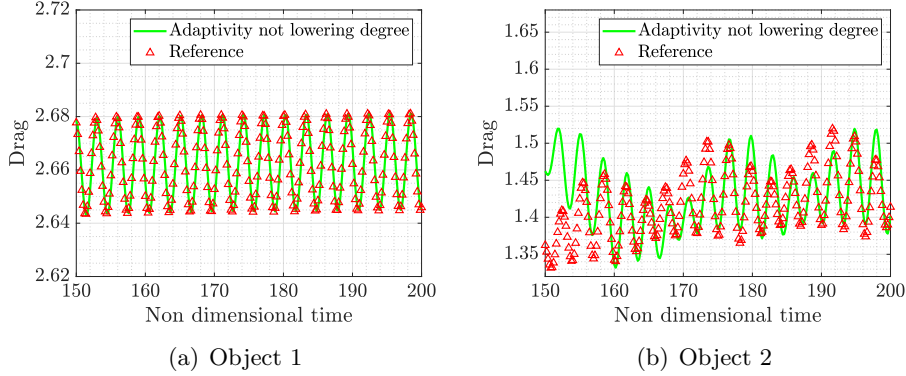 2.72
2.7
2.68
2.66
2.64
2.62
Drag
Adaptivity not lowering degree
Reference
150
160
170
180
190
200
Non dimensional time
(a) Object 1
1.65
1.6
1.55
1.5
1.45
1.4
1.35
Drag
Adaptivity not lowering degree
Reference
150
160
170
180
190
200
Non dimensional time
(b) Object 2